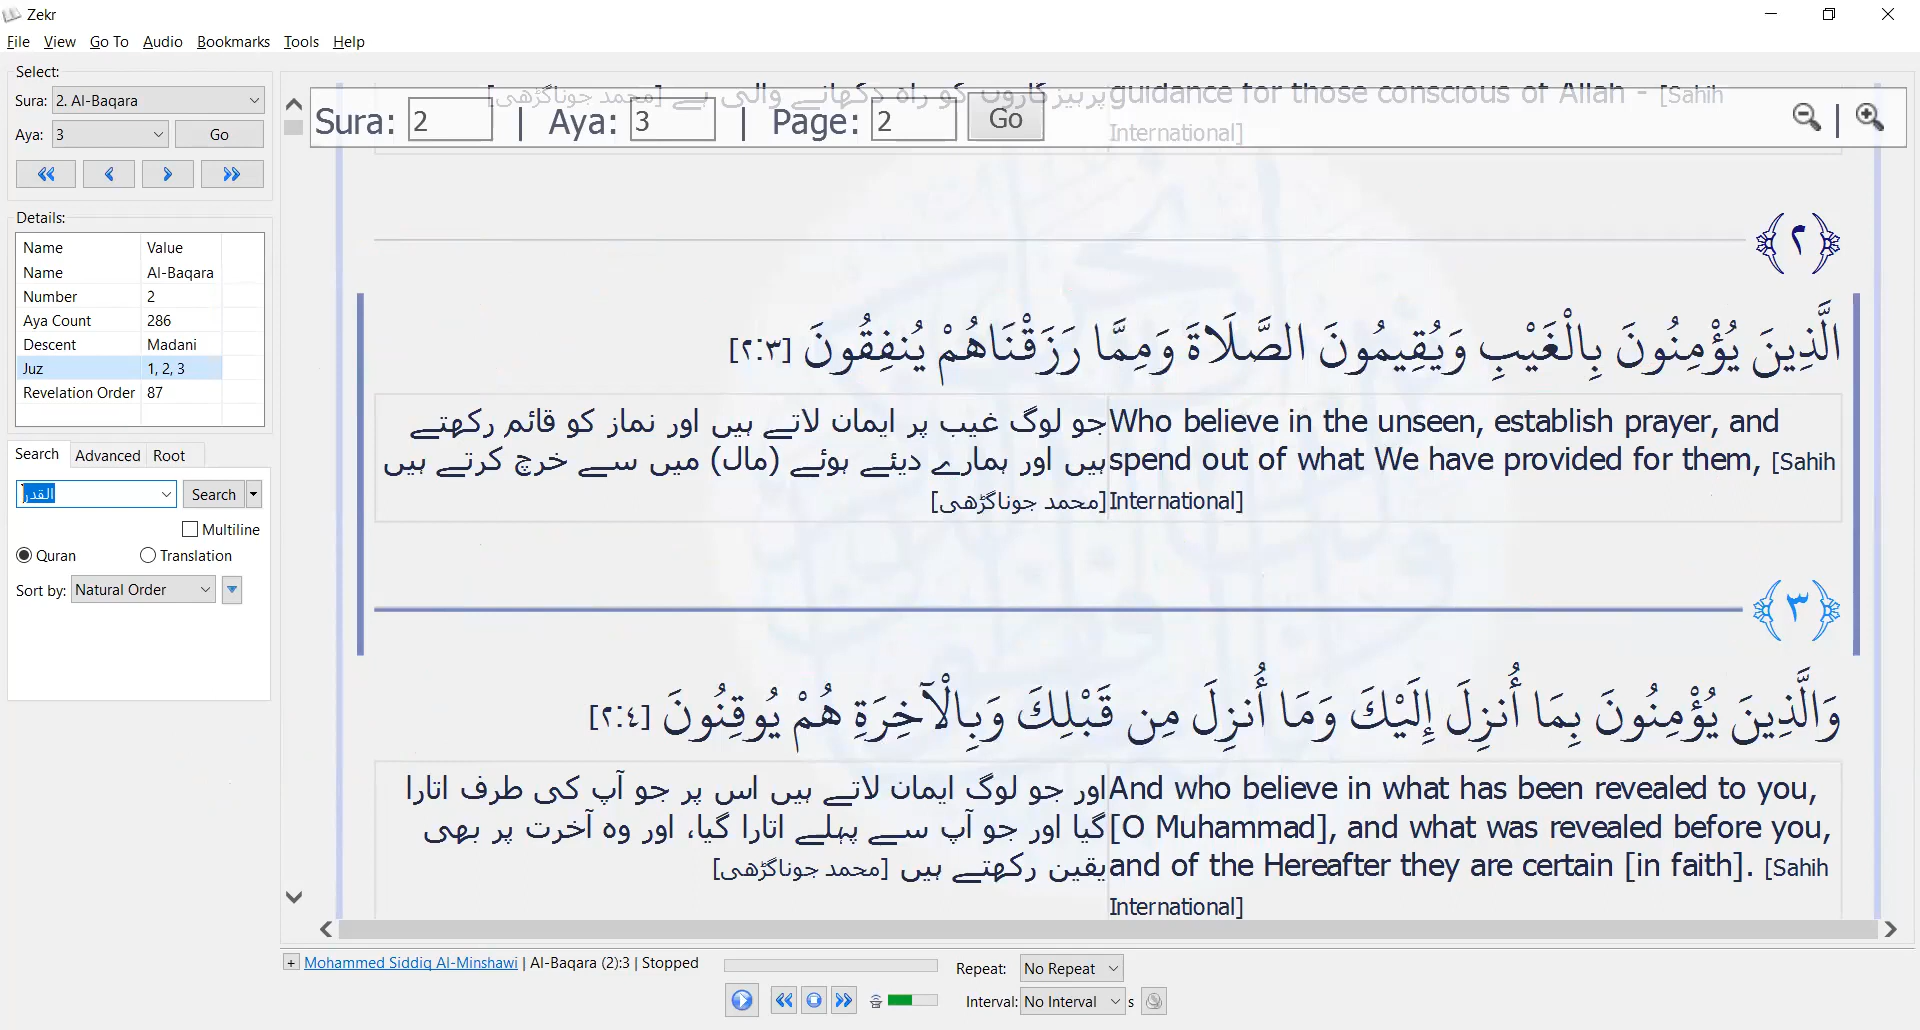 Zekr
File View Go To Audio Bookmarks Tools Help
Select:
Sura: 2. Al-Baqara
Aya: 3 Go
Details:
Name Value
Name Al-Baqara
Number 2
Aya Count 286
Descent Madani
Juz 1, 2, 3
Revelation Order 87
Search Advanced Root
القدر Search
Multiline
Quran Translation
Sort by: Natural Order
پرہیزگاروں کو راہ دکھانے والی ہے [محمد جوناگڑھی]
guidance for those conscious of Allah - [Sahih
International]
Sura: 2 | Aya: 3 | Page: 2 Go
﴿٢﴾
الَّذِينَ يُؤْمِنُونَ بِالْغَيْبِ وَيُقِيمُونَ الصَّلَاةَ وَمِمَّا رَزَقْنَاهُمْ يُنفِقُونَ [٢:٣]
جو لوگ غیب پر ایمان لاتے ہیں اور نماز کو قائم رکھتے
ہیں اور ہمارے دیئے ہوئے (مال) میں سے خرچ کرتے ہیں
[محمد جوناگڑھی]
Who believe in the unseen, establish prayer, and
spend out of what We have provided for them, [Sahih
International]
﴿٣﴾
وَالَّذِينَ يُؤْمِنُونَ بِمَا أُنزِلَ إِلَيْكَ وَمَا أُنزِلَ مِن قَبْلِكَ وَبِالْآخِرَةِ هُمْ يُوقِنُونَ [٢:٤]
اور جو لوگ ایمان لاتے ہیں اس پر جو آپ کی طرف اتارا
گیا اور جو آپ سے پہلے اتارا گیا، اور وہ آخرت پر بھی
یقین رکھتے ہیں [محمد جوناگڑھی]
And who believe in what has been revealed to you,
[O Muhammad], and what was revealed before you,
and of the Hereafter they are certain [in faith]. [Sahih
International]
+ Mohammed Siddiq Al-Minshawi | Al-Baqara (2):3 | Stopped
Repeat: No Repeat
Interval: No Interval s